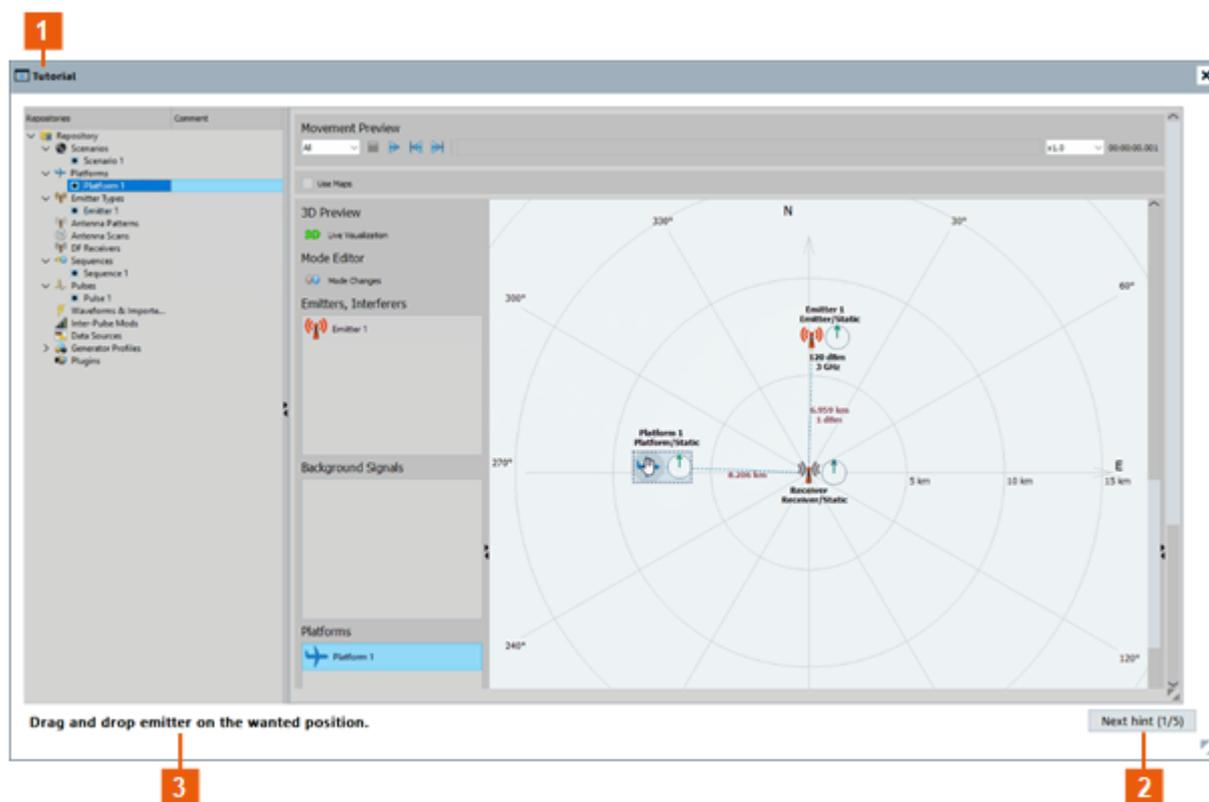 1
Tutorial
Repositories Comment
Repository
Scenarios
Scenario 1
Platforms
Platform 1
Emitter Types
Emitter 1
Antenna Patterns
Antenna Scans
DF Receivers
Sequences
Sequence 1
Pulses
Pulse 1
Waveforms & Importe...
Inter-Pulse Mods
Data Sources
Generator Profiles
Plugins
Movement Preview
All x1.0 00:00:00.001
Use Maps
3D Preview
3D Live Visualization
Mode Editor
Mode Changes
Emitters, Interferers
Emitter 1
Background Signals
Platforms
Platform 1
N
330° 30°
300° 60°
Emitter 1
Emitter/Static
120 dBm
3 GHz
6.959 km
1 dBm
Platform 1
Platform/Static
270° 8.206 km E
Receiver
Receiver/Static
5 km 10 km 15 km
240° 120°
Drag and drop emitter on the wanted position. Next hint (1/5)
3 2